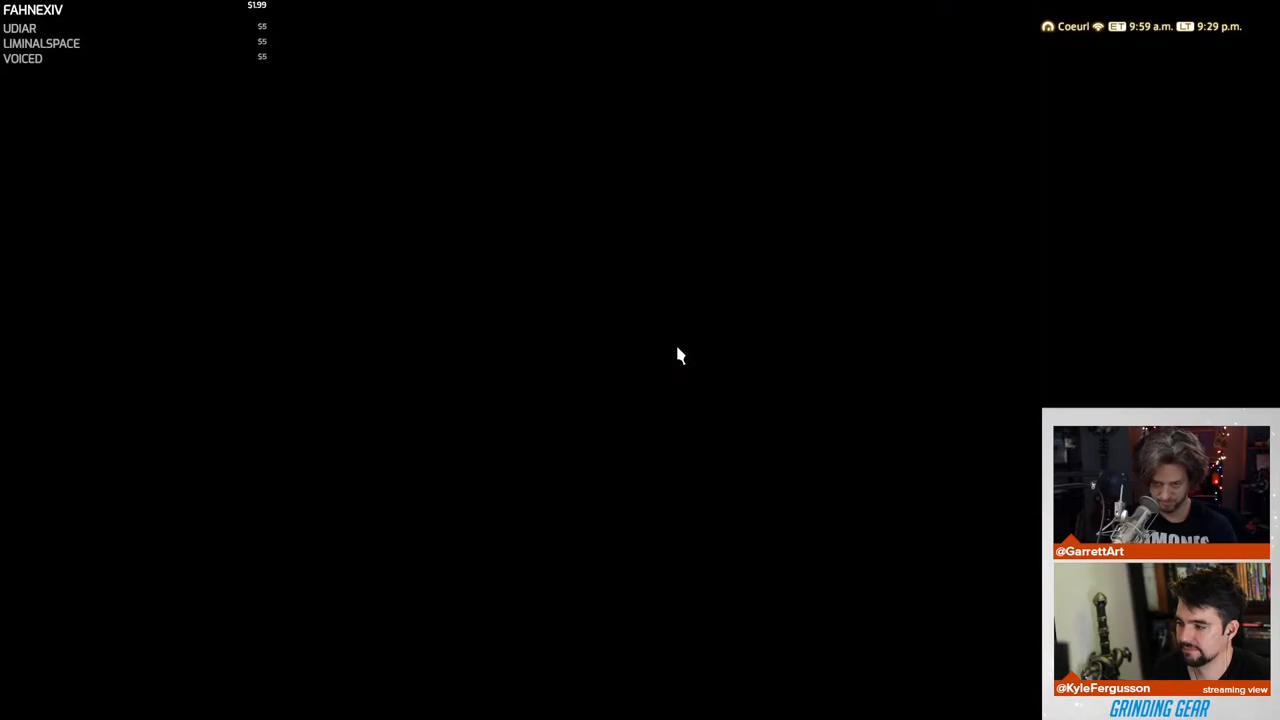 FAHNEXIV $1.99
UDIAR $5
LIMINALSPACE $5
VOICED $5
Coeurl ET 9:59 a.m. LT 9:29 p.m.
@GarrettArt
@KyleFergusson streaming view
GRINDING GEAR